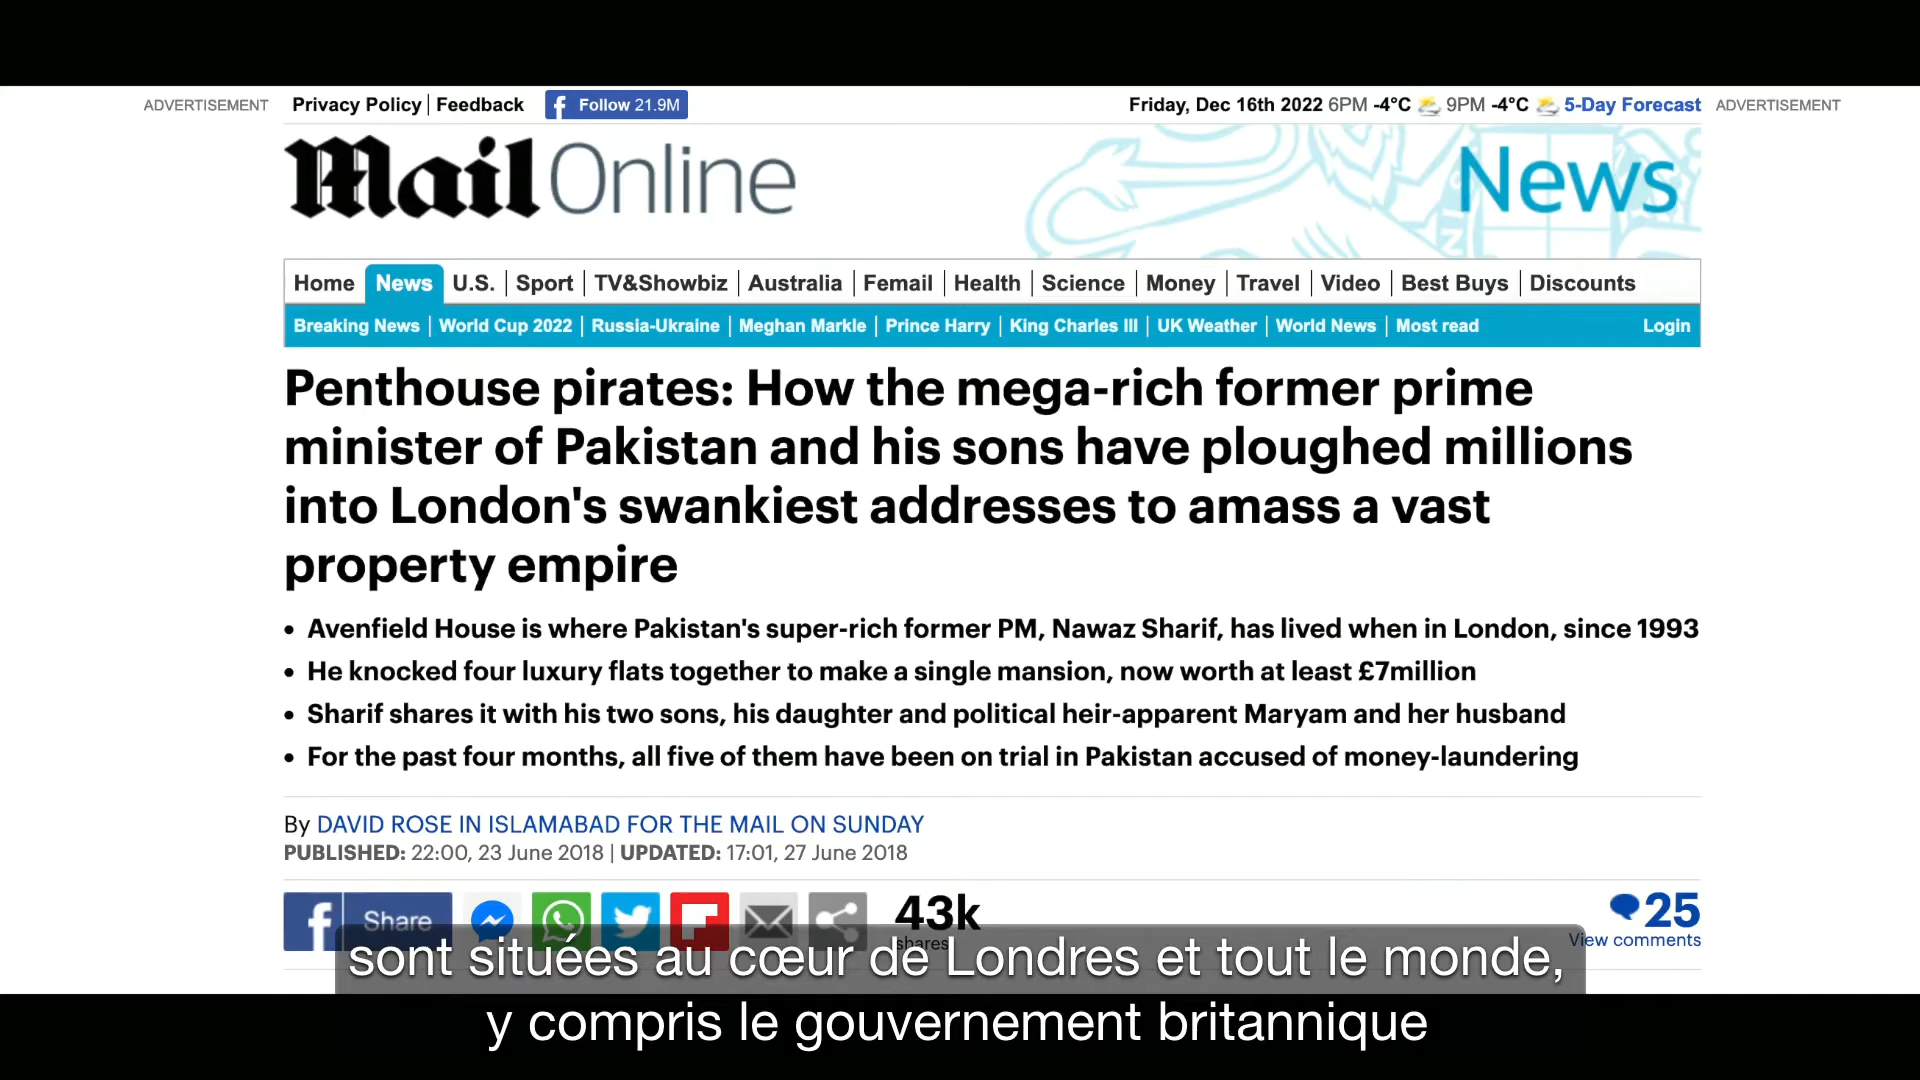 ADVERTISEMENT Privacy Policy | Feedback Follow 21.9M Friday, Dec 16th 2022 6PM -4°C 9PM -4°C 5-Day Forecast ADVERTISEMENT
Mail Online News
Home News U.S. | Sport | TV&Showbiz | Australia | Femail | Health | Science | Money | Travel | Video | Best Buys | Discounts
Breaking News | World Cup 2022 | Russia-Ukraine | Meghan Markle | Prince Harry | King Charles III | UK Weather | World News | Most read Login
Penthouse pirates: How the mega-rich former prime
minister of Pakistan and his sons have ploughed millions
into London's swankiest addresses to amass a vast
property empire
• Avenfield House is where Pakistan's super-rich former PM, Nawaz Sharif, has lived when in London, since 1993
• He knocked four luxury flats together to make a single mansion, now worth at least £7million
• Sharif shares it with his two sons, his daughter and political heir-apparent Maryam and her husband
• For the past four months, all five of them have been on trial in Pakistan accused of money-laundering
By DAVID ROSE IN ISLAMABAD FOR THE MAIL ON SUNDAY
PUBLISHED: 22:00, 23 June 2018 | UPDATED: 17:01, 27 June 2018
Share 43k 25
shares View comments
sont situées au cœur de Londres et tout le monde,
y compris le gouvernement britannique